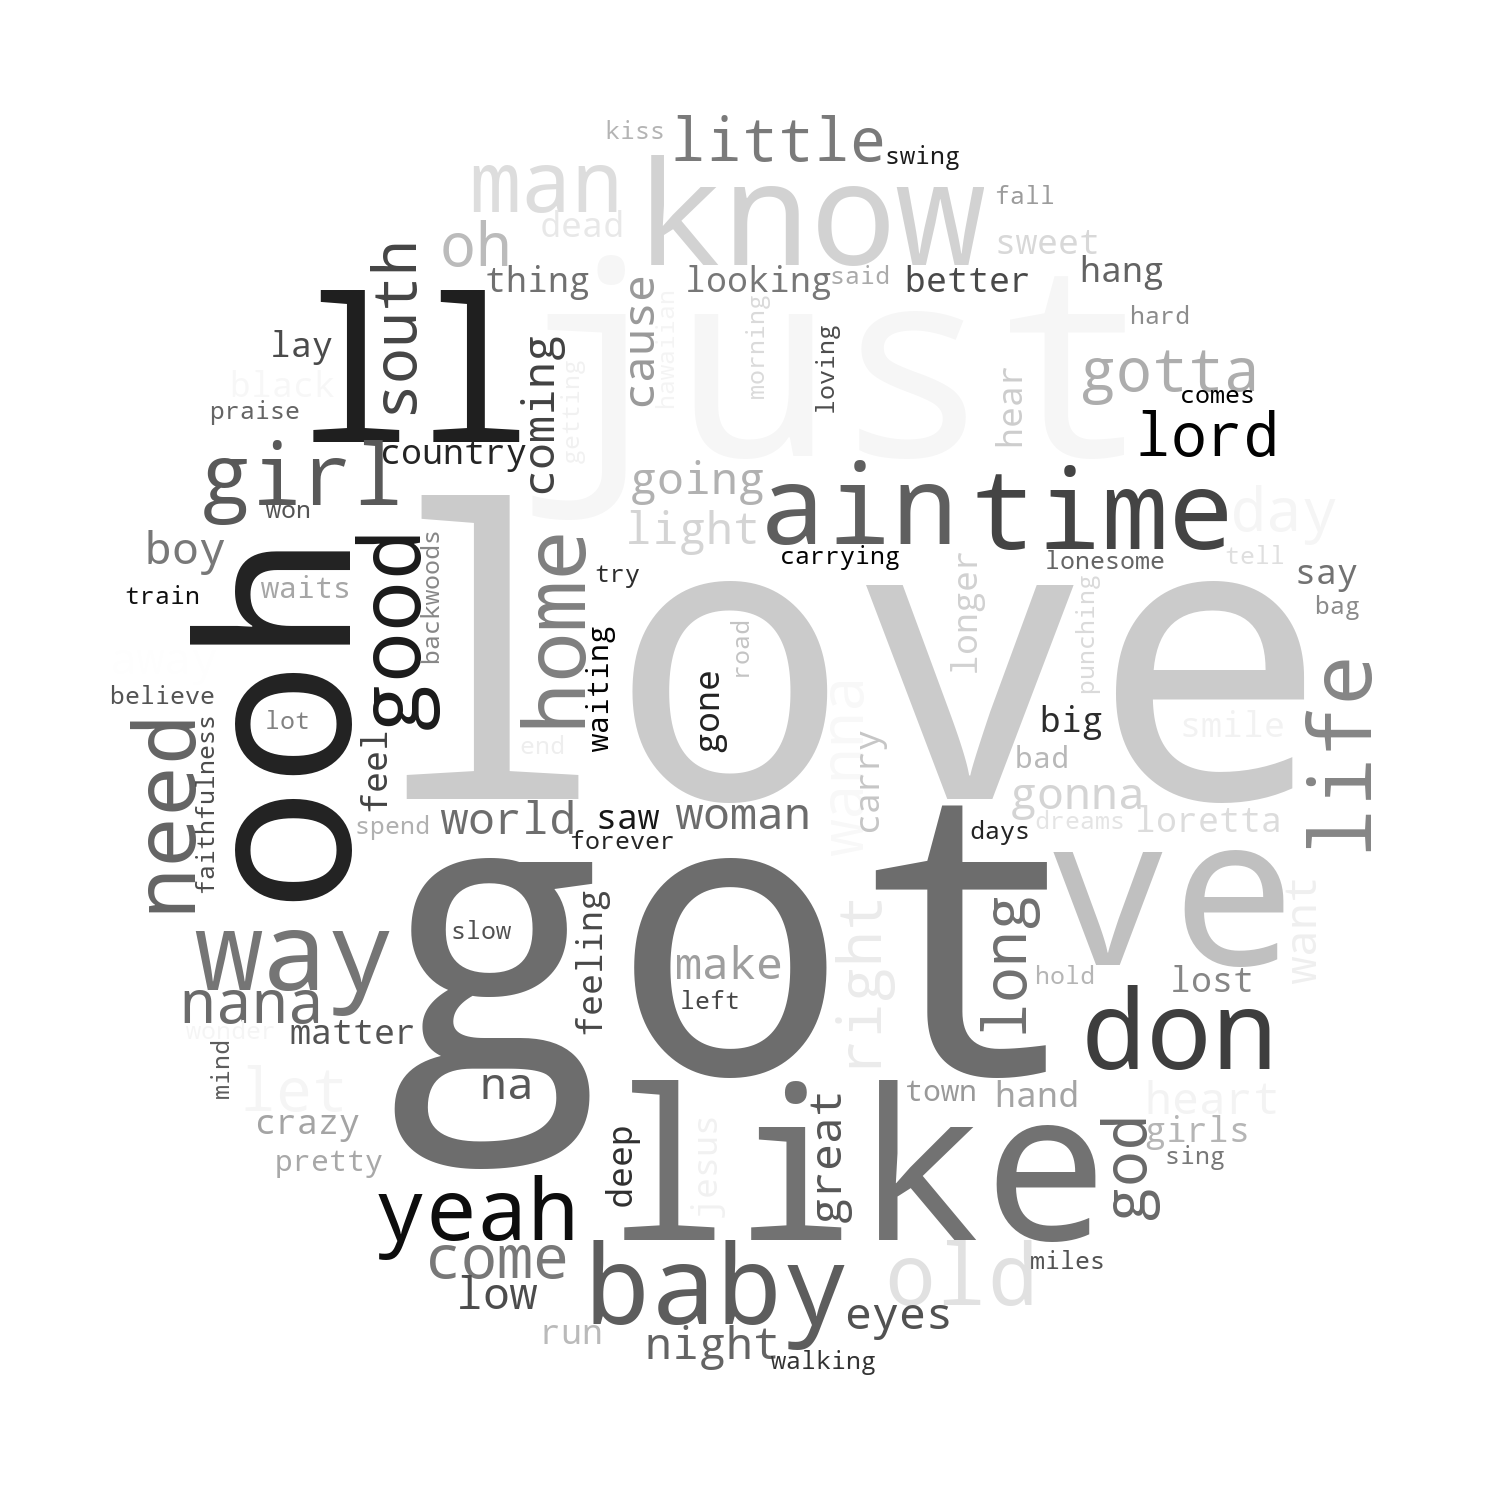 kiss
little
swing
man
know
fall
dead
oh
sweet
south
thing
looking
said
better
hang
just
ll
cause
hawaiian
morning
loving
hard
lay
coming
getting
hear
gotta
black
comes
praise
lord
girl
country
going
ain
time
won
light
day
boy
ooh
good
backwoods
home
love
carrying
lonesome
tell
train
waits
try
longer
punching
say
bag
waiting
road
life
believe
need
faithfulness
lot
feel
end
gone
wanna
carry
big
smile
bad
gonna
spend
world
saw
woman
forever
days
dreams
loretta
got
ve
way
slow
feeling
make
left
right
long
want
hold
lost
nana
wonder
matter
don
mind
let
na
town
hand
heart
crazy
deep
jesus
like
great
god
girls
pretty
sing
yeah
come
baby
old
miles
low
eyes
run
night
walking